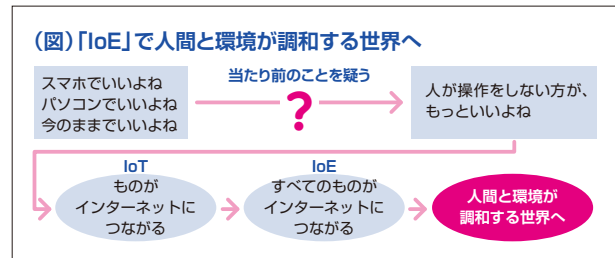 (図)「IoE」で人間と環境が調和する世界へ
スマホでいいよね
パソコンでいいよね
今のままでいいよね
当たり前のことを疑う
?
人が操作をしない方が、
もっといいよね
IoT
ものが
インターネットに
つながる
IoE
すべてのものが
インターネットに
つながる
人間と環境が
調和する世界へ